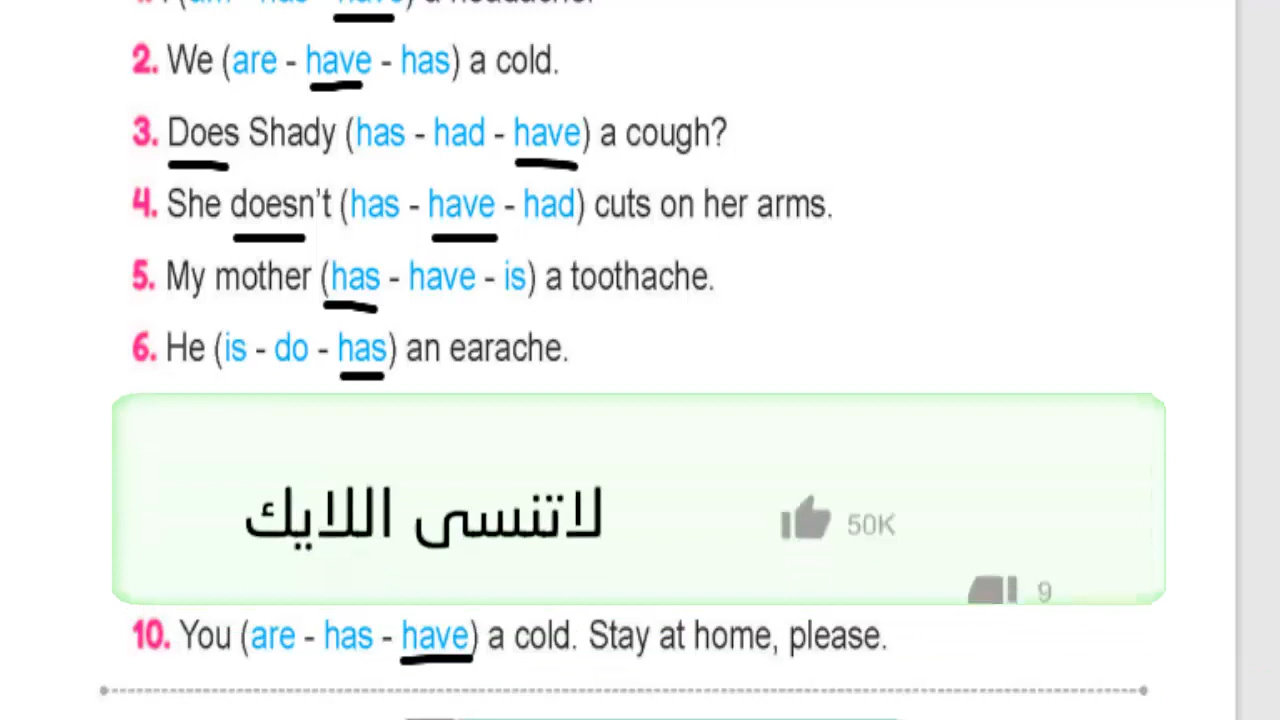 2. We (are - have - has) a cold.
3. Does Shady (has - had - have) a cough?
4. She doesn't (has - have - had) cuts on her arms.
5. My mother (has - have - is) a toothache.
6. He (is - do - has) an earache.
لاتنسى اللايك
50K
9
10. You (are - has - have) a cold. Stay at home, please.